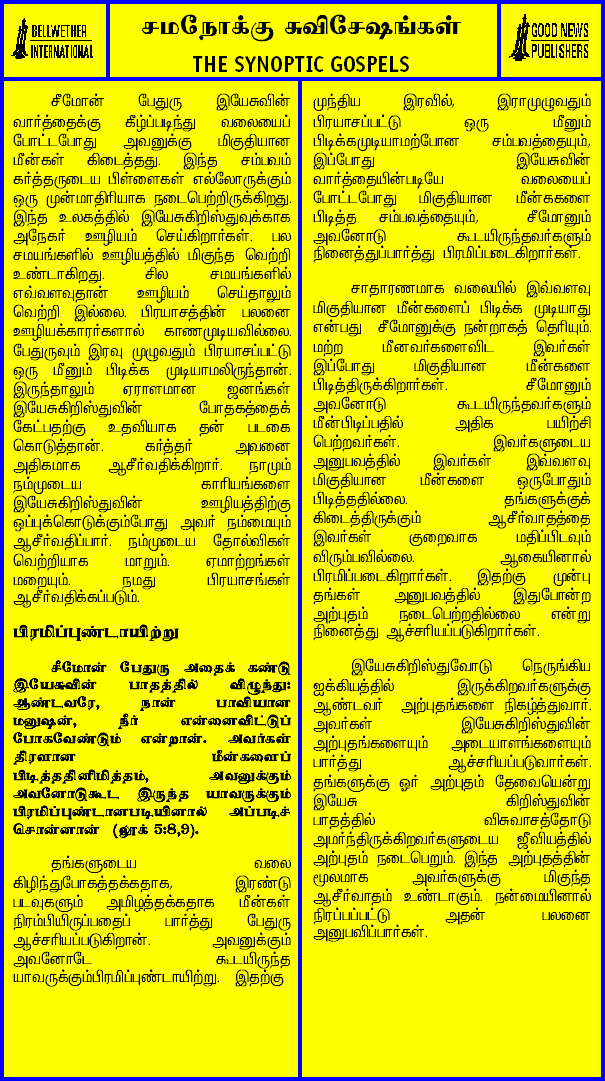 BELLWETHER
INTERNATIONAL
சமநோக்கு சுவிசேஷங்கள்
THE SYNOPTIC GOSPELS
GOOD NEWS
PUBLISHERS
சீமோன் பேதுரு இயேசுவின்
வார்த்தைக்கு கீழ்ப்படிந்து வலையைப்
போட்டபோது அவனுக்கு மிகுதியான
மீன்கள் கிடைத்தது. இந்த சம்பவம்
கர்த்தருடைய பிள்ளைகள் எல்லோருக்கும்
ஒரு முன்மாதிரியாக நடைபெற்றிருக்கிறது.
இந்த உலகத்தில் இயேசுகிறிஸ்துவுக்காக
அநேகர் ஊழியம் செய்கிறார்கள். பல
சமயங்களில் ஊழியத்தில் மிகுந்த வெற்றி
உண்டாகிறது. சில சமயங்களில்
எவ்வளவுதான் ஊழியம் செய்தாலும்
வெற்றி இல்லை. பிரயாசத்தின் பலனை
ஊழியக்காரர்களால் காணமுடியவில்லை.
பேதுருவும் இரவு முழுவதும் பிரயாசப்பட்டு
ஒரு மீனும் பிடிக்க முடியாமலிருந்தான்.
இருந்தாலும் ஏராளமான ஜனங்கள்
இயேசுகிறிஸ்துவின் போதகத்தைக்
கேட்பதற்கு உதவியாக தன் படகை
கொடுத்தான். கர்த்தர் அவனை
அதிகமாக ஆசீர்வதிக்கிறார். நாமும்
நம்முடைய காரியங்களை
இயேசுகிறிஸ்துவின் ஊழியத்திற்கு
ஒப்புக்கொடுக்கும்போது அவர் நம்மையும்
ஆசீர்வதிப்பார். நம்முடைய தோல்விகள்
வெற்றியாக மாறும். ஏமாற்றங்கள்
மறையும். நமது பிரயாசங்கள்
ஆசீர்வதிக்கப்படும்.
பிரமிப்புண்டாயிற்று
சீமோன் பேதுரு அதைக் கண்டு
இயேசுவின் பாதத்தில் விழுந்து:
ஆண்டவரே, நான் பாவியான
மனுஷன், நீர் என்னைவிட்டுப்
போகவேண்டும் என்றான். அவர்கள்
திரளான மீன்களைப்
பிடித்ததினிமித்தம், அவனுக்கும்
அவனோடுகூட இருந்த யாவருக்கும்
பிரமிப்புண்டானபடியினால் அப்படிச்
சொன்னான் (லூக் 5:8,9).
தங்களுடைய வலை
கிழிந்துபோகத்தக்கதாக, இரண்டு
படவுகளும் அமிழத்தக்கதாக மீன்கள்
நிரம்பியிருப்பதைப் பார்த்து பேதுரு
ஆச்சரியப்படுகிறான். அவனுக்கும்
அவனோடே கூடயிருந்த
யாவருக்கும்பிரமிப்புண்டாயிற்று. இதற்கு
முந்திய இரவில், இராமுழுவதும்
பிரயாசப்பட்டு ஒரு மீனும்
பிடிக்கமுடியாமற்போன சம்பவத்தையும்,
இப்போது இயேசுவின்
வார்த்தையின்படியே வலையைப்
போட்டபோது மிகுதியான மீன்களை
பிடித்த சம்பவத்தையும், சீமோனும்
அவனோடு கூடயிருந்தவர்களும்
நினைத்துப்பார்த்து பிரமிப்படைகிறார்கள்.
சாதாரணமாக வலையில் இவ்வளவு
மிகுதியான மீன்களைப் பிடிக்க முடியாது
என்பது சீமோனுக்கு நன்றாகத் தெரியும்.
மற்ற மீனவர்களைவிட இவர்கள்
இப்போது மிகுதியான மீன்களை
பிடித்திருக்கிறார்கள். சீமோனும்
அவனோடு கூடயிருந்தவர்களும்
மீன்பிடிப்பதில் அதிக பயிற்சி
பெற்றவர்கள். இவர்களுடைய
அனுபவத்தில் இவர்கள் இவ்வளவு
மிகுதியான மீன்களை ஒருபோதும்
பிடித்ததில்லை. தங்களுக்குக்
கிடைத்திருக்கும் ஆசீர்வாதத்தை
இவர்கள் குறைவாக மதிப்பிடவும்
விரும்பவில்லை. ஆகையினால்
பிரமிப்படைகிறார்கள். இதற்கு முன்பு
தங்கள் அனுபவத்தில் இதுபோன்ற
அற்புதம் நடைபெற்றதில்லை என்று
நினைத்து ஆச்சரியப்படுகிறார்கள்.
இயேசுகிறிஸ்துவோடு நெருங்கிய
ஐக்கியத்தில் இருக்கிறவர்களுக்கு
ஆண்டவர் அற்புதங்களை நிகழ்த்துவார்.
அவர்கள் இயேசுகிறிஸ்துவின்
அற்புதங்களையும் அடையாளங்களையும்
பார்த்து ஆச்சரியப்படுவார்கள்.
தங்களுக்கு ஓர் அற்புதம் தேவையென்று
இயேசு கிறிஸ்துவின்
பாதத்தில் விசுவாசத்தோடு
அமர்ந்திருக்கிறவர்களுடைய ஜீவியத்தில்
அற்புதம் நடைபெறும். இந்த அற்புதத்தின்
மூலமாக அவர்களுக்கு மிகுந்த
ஆசீர்வாதம் உண்டாகும். நன்மையினால்
நிரப்பப்பட்டு அதன் பலனை
அனுபவிப்பார்கள்.